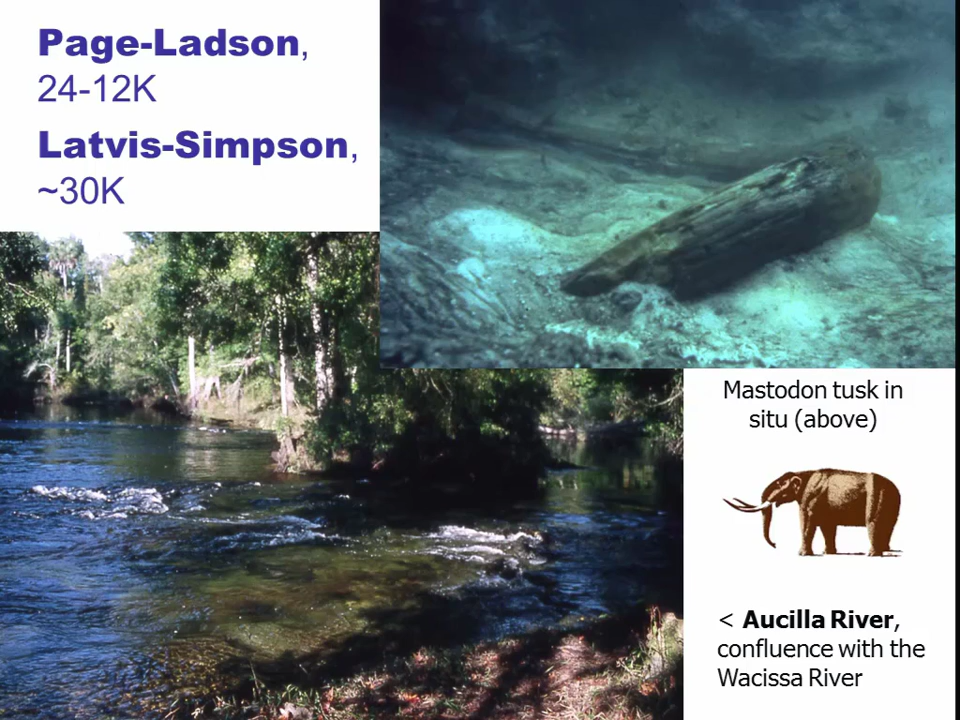 Page-Ladson,
24-12K
Latvis-Simpson,
~30K
Mastodon tusk in
situ (above)
< Aucilla River,
confluence with the
Wacissa River